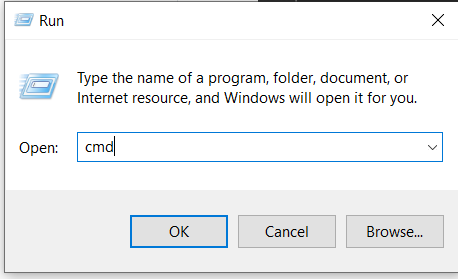 Run
Type the name of a program, folder, document, or
Internet resource, and Windows will open it for you.
Open: cmd
OK Cancel Browse...